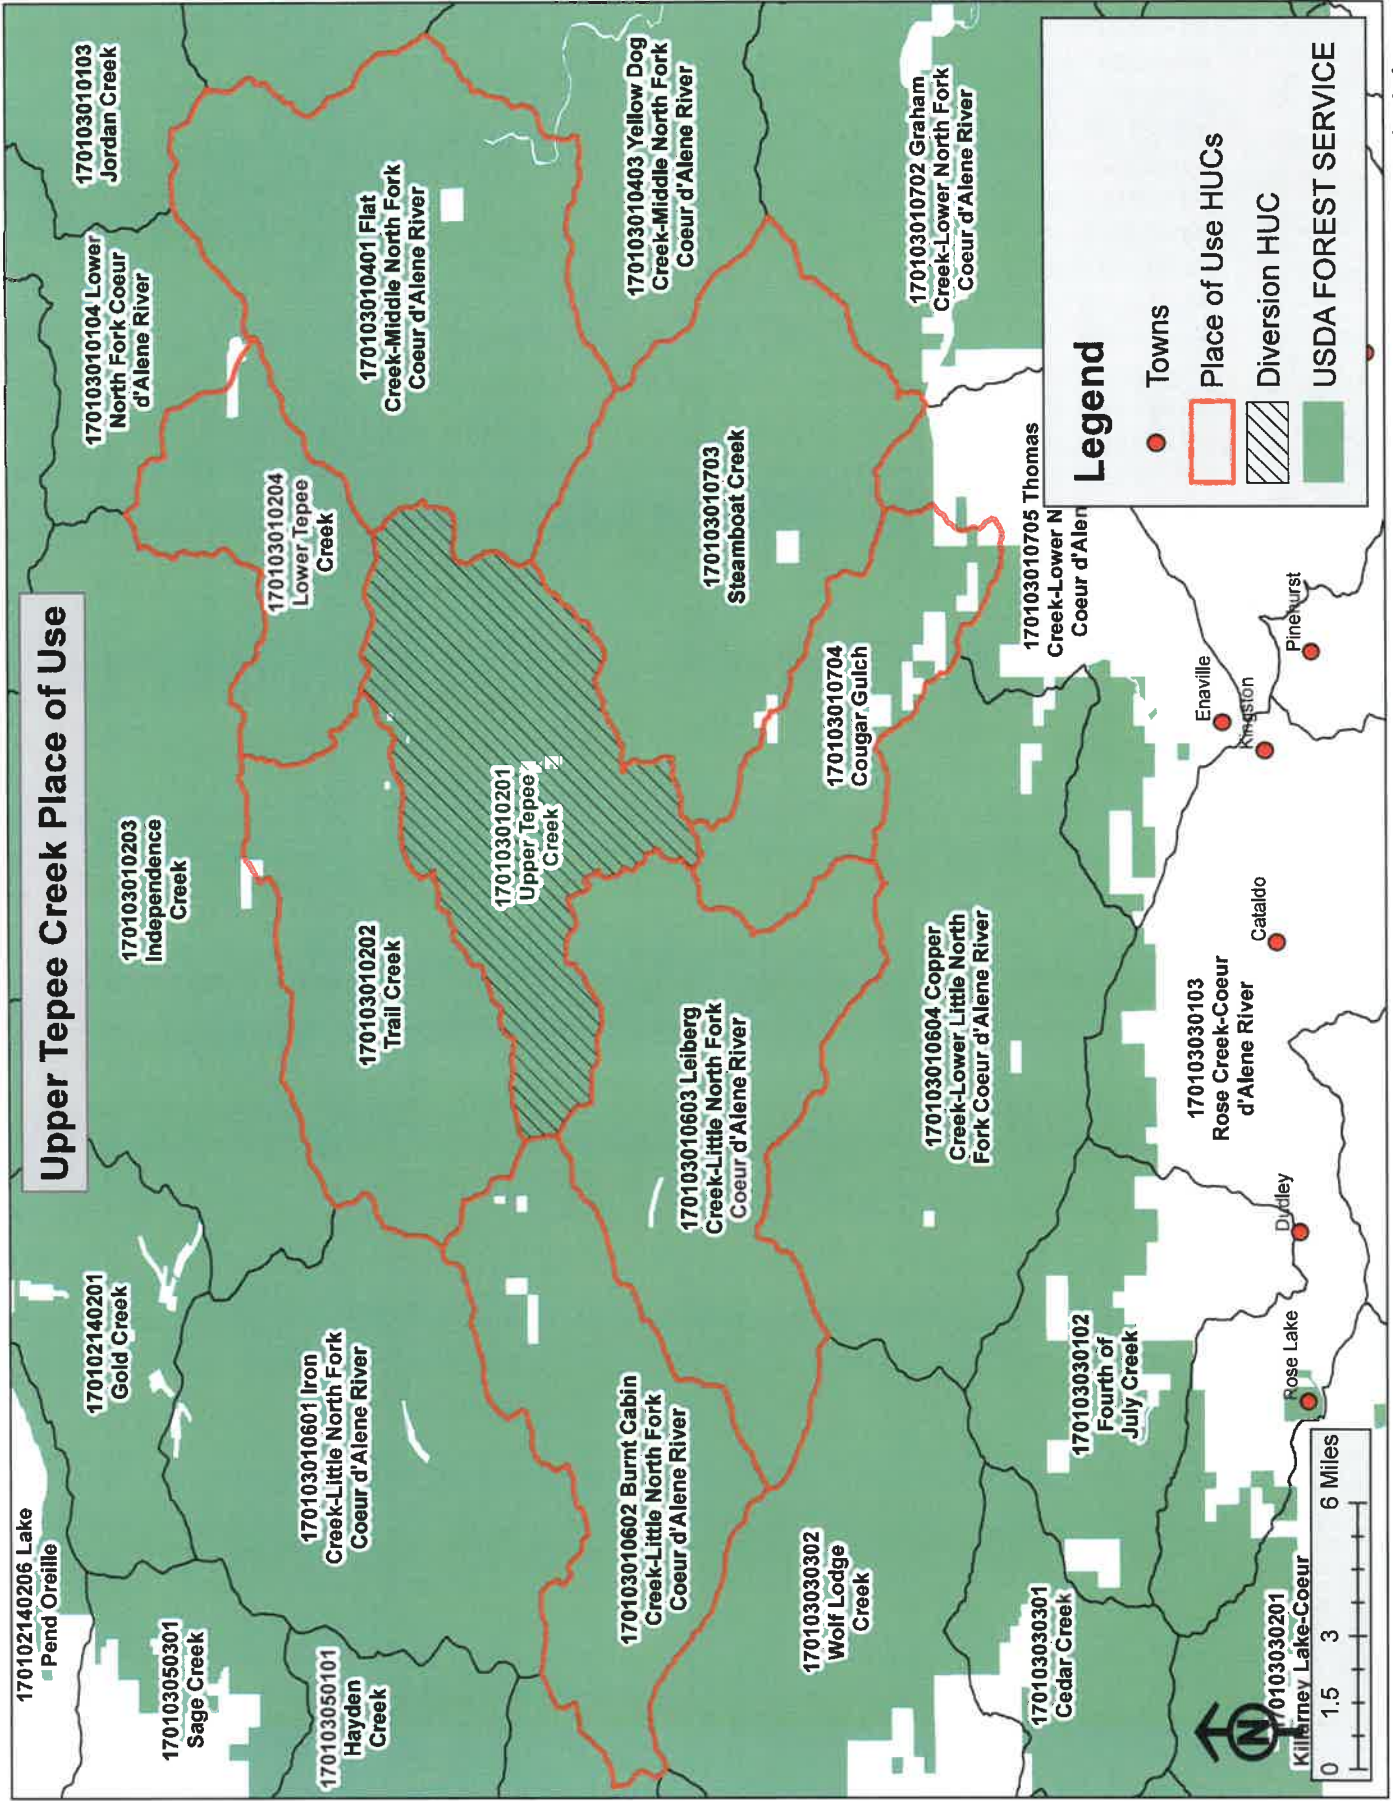 Upper Tepee Creek Place of Use
170102140206 Lake
Pend Oreille
170103050301
Sage Creek
170103050101
Hayden
Creek
170102140201
Gold Creek
170103010601 Iron
Creek-Little North Fork
Coeur d'Alene River
170103010203
Independence
Creek
170103010202
Trail Creek
170103010104 Lower
North Fork Coeur
d'Alene River
170103010103
Jordan Creek
170103010204
Lower Tepee
Creek
170103010401 Flat
Creek-Middle North Fork
Coeur d'Alene River
170103010201
Upper Tepee
Creek
170103010602 Burnt Cabin
Creek-Little North Fork
Coeur d'Alene River
170103010603 Leiberg
Creek-Little North Fork
Coeur d'Alene River
170103010403 Yellow Dog
Creek-Middle North Fork
Coeur d'Alene River
170103010703
Steamboat Creek
170103010704
Cougar Gulch
170103030302
Wolf Lodge
Creek
170103010604 Copper
Creek-Lower Little North
Fork Coeur d'Alene River
170103010702 Graham
Creek-Lower North Fork
Coeur d'Alene River
170103010705 Thomas
Creek-Lower N
Coeur d'Alen
170103030301
Cedar Creek
170103030102
Fourth of
July Creek
170103030103
Rose Creek-Coeur
d'Alene River
Enaville
Kingston
Pinehurst
Cataldo
Dudley
Rose Lake
170103030201
Killarney Lake-Coeur
N
0 1.5 3 6 Miles
Legend
Towns
Place of Use HUCs
Diversion HUC
USDA FOREST SERVICE